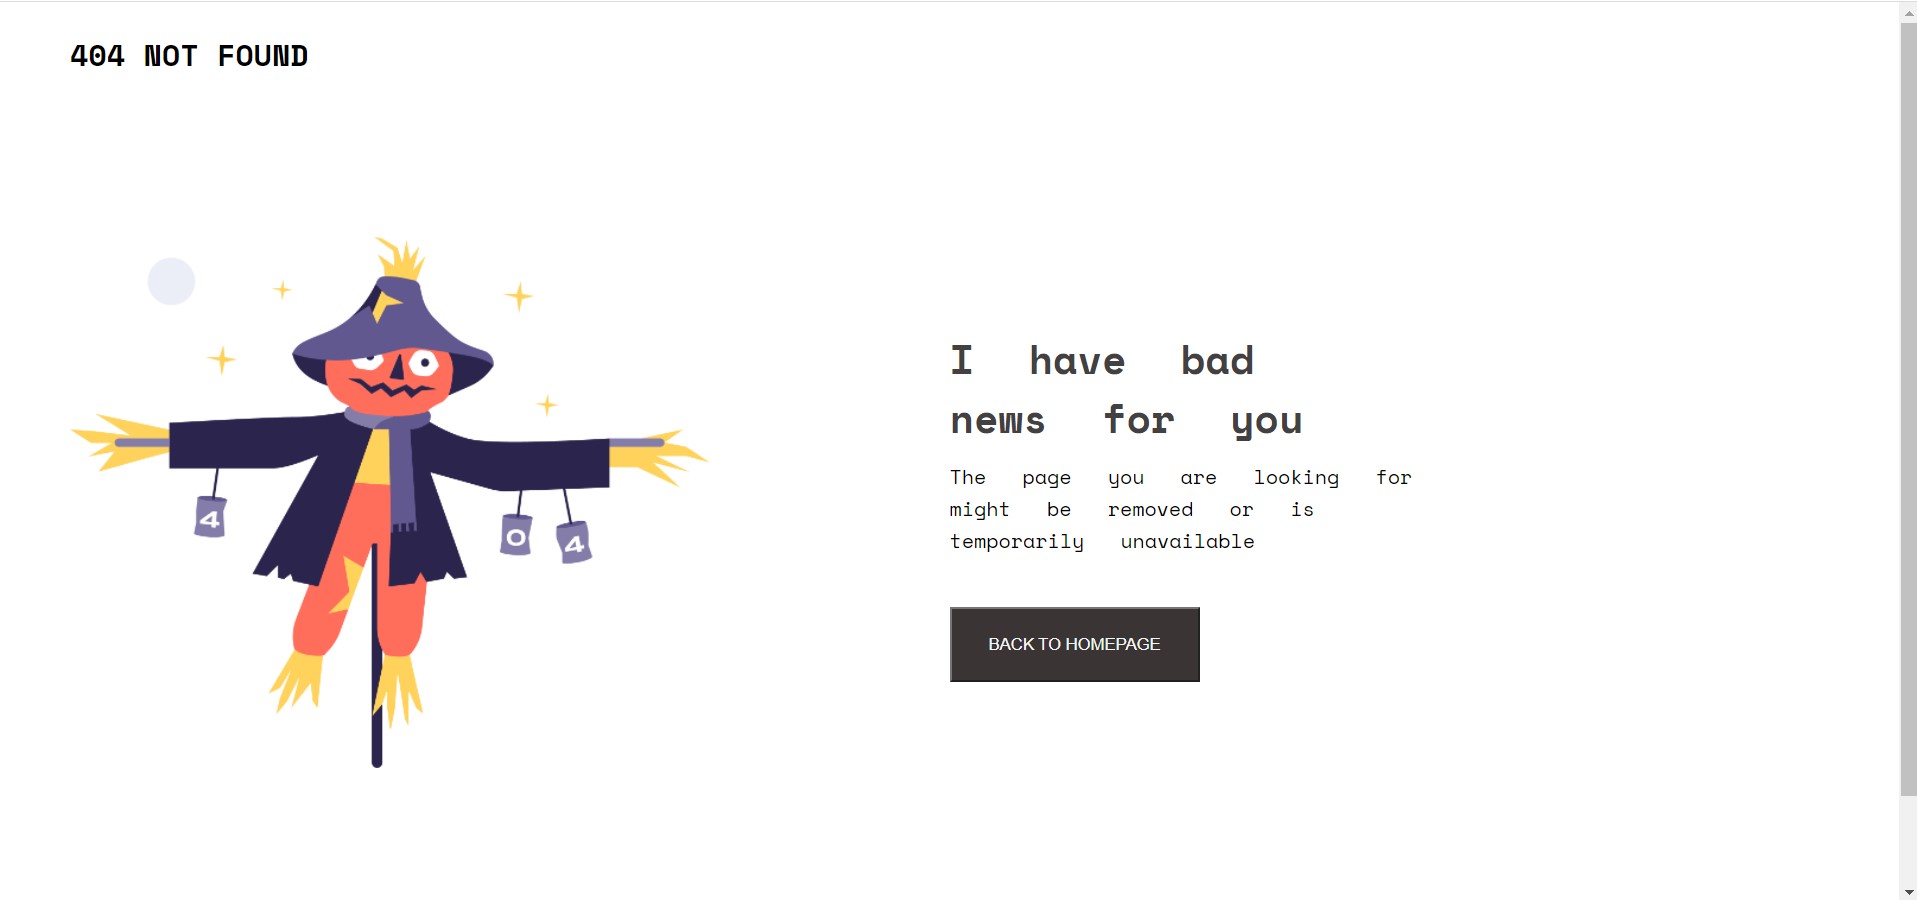 404 NOT FOUND
4
0
4
I have bad
news for you
The page you are looking for
might be removed or is
temporarily unavailable
BACK TO HOMEPAGE